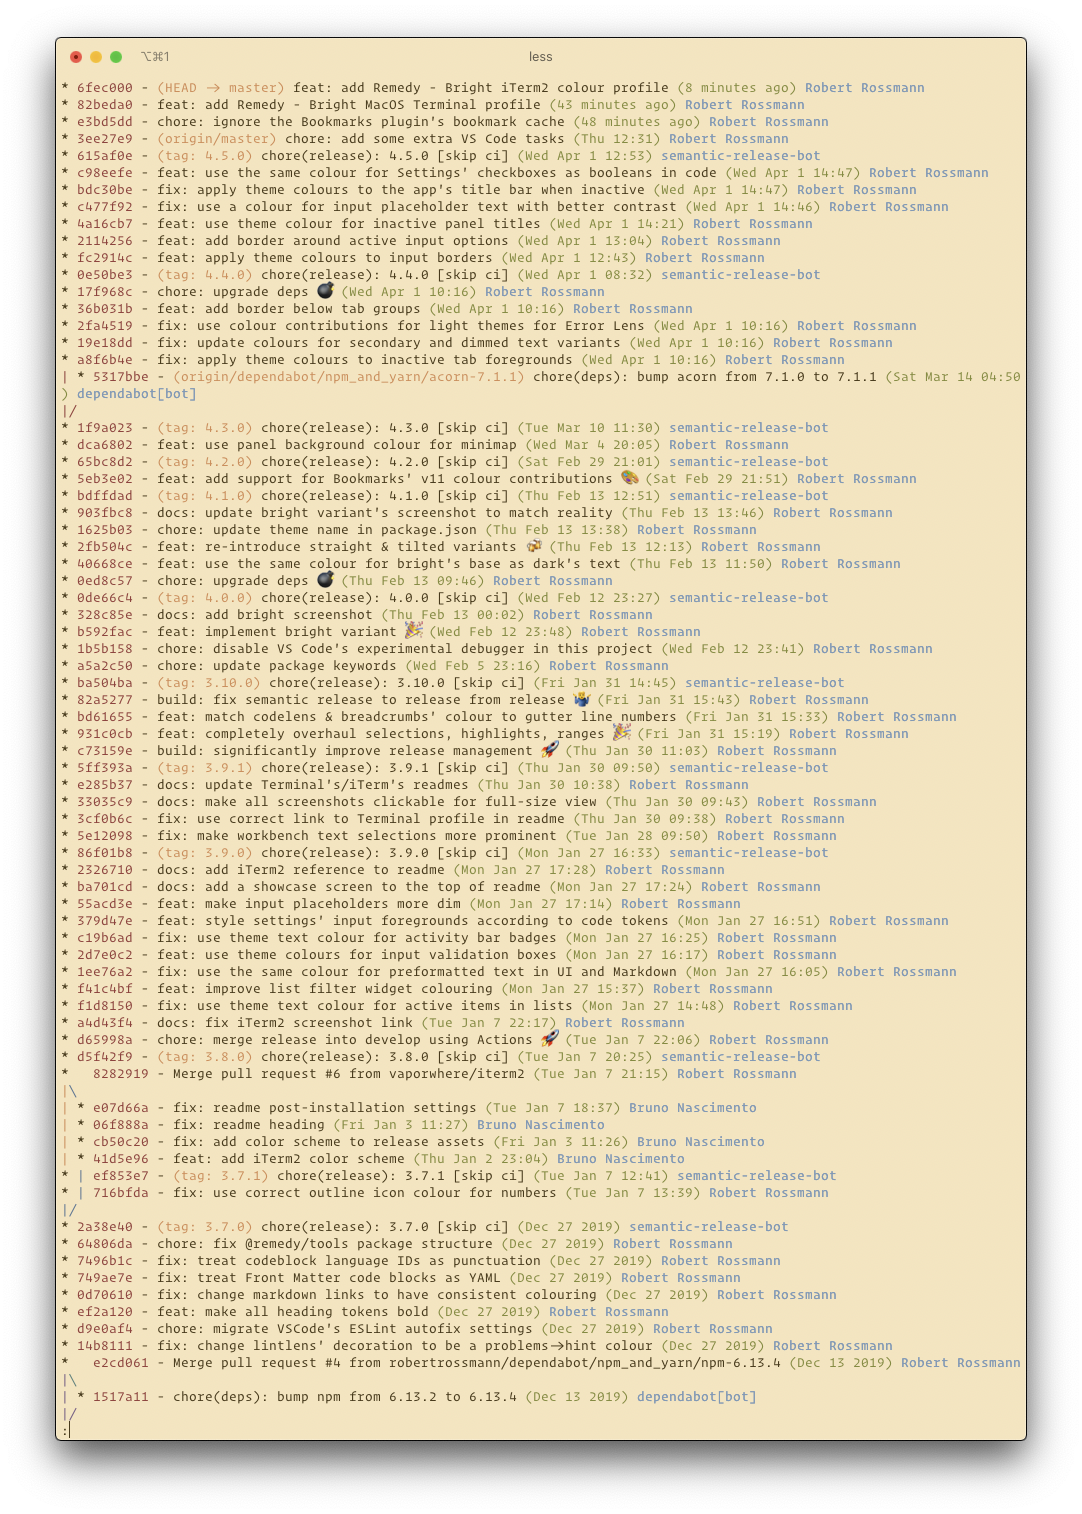 ⌥⌘1 less
* 6fec000 - (HEAD -> master) feat: add Remedy - Bright iTerm2 colour profile (8 minutes ago) Robert Rossmann
* 82beda0 - feat: add Remedy - Bright MacOS Terminal profile (43 minutes ago) Robert Rossmann
* e3bd5dd - chore: ignore the Bookmarks plugin's bookmark cache (48 minutes ago) Robert Rossmann
* 3ee27e9 - (origin/master) chore: add some extra VS Code tasks (Thu 12:31) Robert Rossmann
* 615af0e - (tag: 4.5.0) chore(release): 4.5.0 [skip ci] (Wed Apr 1 12:53) semantic-release-bot
* c98eefe - feat: use the same colour for Settings' checkboxes as booleans in code (Wed Apr 1 14:47) Robert Rossmann
* bdc30be - fix: apply theme colours to the app's title bar when inactive (Wed Apr 1 14:47) Robert Rossmann
* c477f92 - fix: use a colour for input placeholder text with better contrast (Wed Apr 1 14:46) Robert Rossmann
* 4a16cb7 - feat: use theme colour for inactive panel titles (Wed Apr 1 14:21) Robert Rossmann
* 2114256 - feat: add border around active input options (Wed Apr 1 13:04) Robert Rossmann
* fc2914c - feat: apply theme colours to input borders (Wed Apr 1 12:43) Robert Rossmann
* 0e50be3 - (tag: 4.4.0) chore(release): 4.4.0 [skip ci] (Wed Apr 1 08:32) semantic-release-bot
* 17f968c - chore: upgrade deps 💣 (Wed Apr 1 10:16) Robert Rossmann
* 36b031b - feat: add border below tab groups (Wed Apr 1 10:16) Robert Rossmann
* 2fa4519 - fix: use colour contributions for light themes for Error Lens (Wed Apr 1 10:16) Robert Rossmann
* 19e18dd - fix: update colours for secondary and dimmed text variants (Wed Apr 1 10:16) Robert Rossmann
* a8f6b4e - fix: apply theme colours to inactive tab foregrounds (Wed Apr 1 10:16) Robert Rossmann
| * 5317bbe - (origin/dependabot/npm_and_yarn/acorn-7.1.1) chore(deps): bump acorn from 7.1.0 to 7.1.1 (Sat Mar 14 04:50
) dependabot[bot]
|/
* 1f9a023 - (tag: 4.3.0) chore(release): 4.3.0 [skip ci] (Tue Mar 10 11:30) semantic-release-bot
* dca6802 - feat: use panel background colour for minimap (Wed Mar 4 20:05) Robert Rossmann
* 65bc8d2 - (tag: 4.2.0) chore(release): 4.2.0 [skip ci] (Sat Feb 29 21:01) semantic-release-bot
* 5eb3e02 - feat: add support for Bookmarks' v11 colour contributions 🎨 (Sat Feb 29 21:51) Robert Rossmann
* bdffdad - (tag: 4.1.0) chore(release): 4.1.0 [skip ci] (Thu Feb 13 12:51) semantic-release-bot
* 903fbc8 - docs: update bright variant's screenshot to match reality (Thu Feb 13 13:46) Robert Rossmann
* 1625b03 - chore: update theme name in package.json (Thu Feb 13 13:38) Robert Rossmann
* 2fb504c - feat: re-introduce straight & tilted variants 🍻 (Thu Feb 13 12:13) Robert Rossmann
* 40668ce - feat: use the same colour for bright's base as dark's text (Thu Feb 13 11:50) Robert Rossmann
* 0ed8c57 - chore: upgrade deps 💣 (Thu Feb 13 09:46) Robert Rossmann
* 0de66c4 - (tag: 4.0.0) chore(release): 4.0.0 [skip ci] (Wed Feb 12 23:27) semantic-release-bot
* 328c85e - docs: add bright screenshot (Thu Feb 13 00:02) Robert Rossmann
* b592fac - feat: implement bright variant 🎉 (Wed Feb 12 23:48) Robert Rossmann
* 1b5b158 - chore: disable VS Code's experimental debugger in this project (Wed Feb 12 23:41) Robert Rossmann
* a5a2c50 - chore: update package keywords (Wed Feb 5 23:16) Robert Rossmann
* ba504ba - (tag: 3.10.0) chore(release): 3.10.0 [skip ci] (Fri Jan 31 14:45) semantic-release-bot
* 82a5277 - build: fix semantic release to release from release 🤷‍♂️ (Fri Jan 31 15:43) Robert Rossmann
* bd61655 - feat: match codelens & breadcrumbs' colour to gutter line numbers (Fri Jan 31 15:33) Robert Rossmann
* 931c0cb - feat: completely overhaul selections, highlights, ranges 🎉 (Fri Jan 31 15:19) Robert Rossmann
* c73159e - build: significantly improve release management 🚀 (Thu Jan 30 11:03) Robert Rossmann
* 5ff393a - (tag: 3.9.1) chore(release): 3.9.1 [skip ci] (Thu Jan 30 09:50) semantic-release-bot
* e285b37 - docs: update Terminal's/iTerm's readmes (Thu Jan 30 10:38) Robert Rossmann
* 33035c9 - docs: make all screenshots clickable for full-size view (Thu Jan 30 09:43) Robert Rossmann
* 3cf0b6c - fix: use correct link to Terminal profile in readme (Thu Jan 30 09:38) Robert Rossmann
* 5e12098 - fix: make workbench text selections more prominent (Tue Jan 28 09:50) Robert Rossmann
* 86f01b8 - (tag: 3.9.0) chore(release): 3.9.0 [skip ci] (Mon Jan 27 16:33) semantic-release-bot
* 2326710 - docs: add iTerm2 reference to readme (Mon Jan 27 17:28) Robert Rossmann
* ba701cd - docs: add a showcase screen to the top of readme (Mon Jan 27 17:24) Robert Rossmann
* 55acd3e - feat: make input placeholders more dim (Mon Jan 27 17:14) Robert Rossmann
* 379d47e - feat: style settings' input foregrounds according to code tokens (Mon Jan 27 16:51) Robert Rossmann
* c19b6ad - fix: use theme text colour for activity bar badges (Mon Jan 27 16:25) Robert Rossmann
* 2d7e0c2 - feat: use theme colours for input validation boxes (Mon Jan 27 16:17) Robert Rossmann
* 1ee76a2 - fix: use the same colour for preformatted text in UI and Markdown (Mon Jan 27 16:05) Robert Rossmann
* f41c4bf - feat: improve list filter widget colouring (Mon Jan 27 15:37) Robert Rossmann
* f1d8150 - fix: use theme text colour for active items in lists (Mon Jan 27 14:48) Robert Rossmann
* a4d43f4 - docs: fix iTerm2 screenshot link (Tue Jan 7 22:17) Robert Rossmann
* d65998a - chore: merge release into develop using Actions 🚀 (Tue Jan 7 22:06) Robert Rossmann
* d5f42f9 - (tag: 3.8.0) chore(release): 3.8.0 [skip ci] (Tue Jan 7 20:25) semantic-release-bot
*   8282919 - Merge pull request #6 from vaporwhere/iterm2 (Tue Jan 7 21:15) Robert Rossmann
|\
| * e07d66a - fix: readme post-installation settings (Tue Jan 7 18:37) Bruno Nascimento
| * 06f888a - fix: readme heading (Fri Jan 3 11:27) Bruno Nascimento
| * cb50c20 - fix: add color scheme to release assets (Fri Jan 3 11:26) Bruno Nascimento
| * 41d5e96 - feat: add iTerm2 color scheme (Thu Jan 2 23:04) Bruno Nascimento
* | ef853e7 - (tag: 3.7.1) chore(release): 3.7.1 [skip ci] (Tue Jan 7 12:41) semantic-release-bot
* | 716bfda - fix: use correct outline icon colour for numbers (Tue Jan 7 13:39) Robert Rossmann
|/
* 2a38e40 - (tag: 3.7.0) chore(release): 3.7.0 [skip ci] (Dec 27 2019) semantic-release-bot
* 64806da - chore: fix @remedy/tools package structure (Dec 27 2019) Robert Rossmann
* 7496b1c - fix: treat codeblock language IDs as punctuation (Dec 27 2019) Robert Rossmann
* 749ae7e - fix: treat Front Matter code blocks as YAML (Dec 27 2019) Robert Rossmann
* 0d70610 - fix: change markdown links to have consistent colouring (Dec 27 2019) Robert Rossmann
* ef2a120 - feat: make all heading tokens bold (Dec 27 2019) Robert Rossmann
* d9e0af4 - chore: migrate VSCode's ESLint autofix settings (Dec 27 2019) Robert Rossmann
* 14b8111 - fix: change lintlens' decoration to be a problems->hint colour (Dec 27 2019) Robert Rossmann
*   e2cd061 - Merge pull request #4 from robertrossmann/dependabot/npm_and_yarn/npm-6.13.4 (Dec 13 2019) Robert Rossmann
|\
| * 1517a11 - chore(deps): bump npm from 6.13.2 to 6.13.4 (Dec 13 2019) dependabot[bot]
|/
: